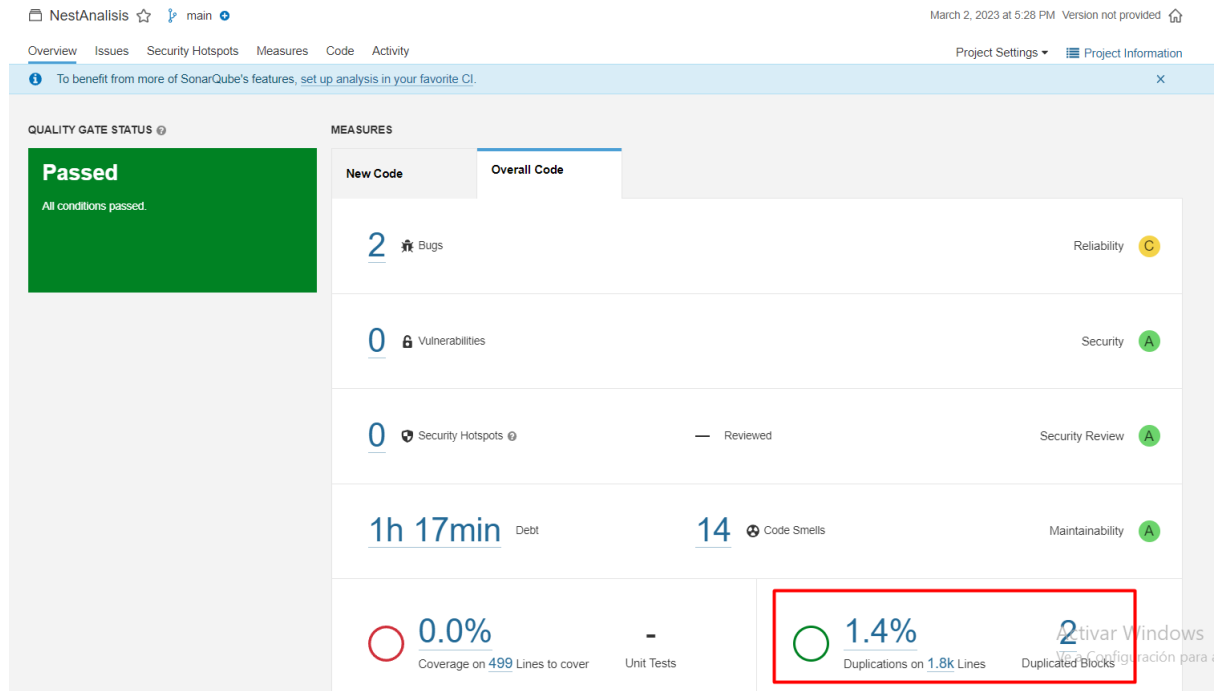 NestAnalisis main
March 2, 2023 at 5:28 PM Version not provided
Overview Issues Security Hotspots Measures Code Activity
Project Settings Project Information
To benefit from more of SonarQube's features, set up analysis in your favorite CI.
QUALITY GATE STATUS
MEASURES
Passed
All conditions passed.
New Code
Overall Code
2 Bugs
Reliability C
0 Vulnerabilities
Security A
0 Security Hotspots
— Reviewed
Security Review A
1h 17min Debt
14 Code Smells
Maintainability A
0.0%
Coverage on 499 Lines to cover
-
Unit Tests
1.4%
Duplications on 1.8k Lines
2
Duplicated Blocks
Activar Windows
Ve a Configuración para a